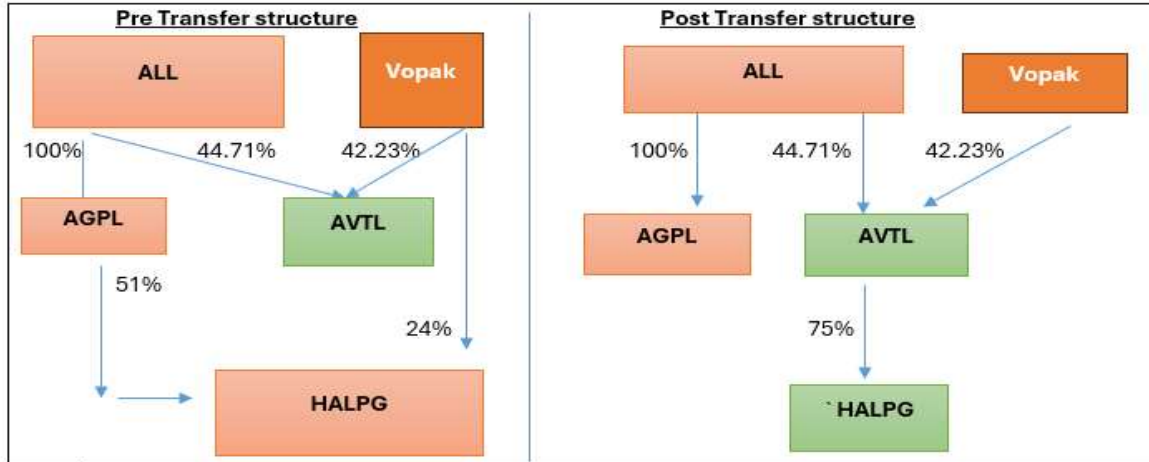 Pre Transfer structure
ALL
Vopak
100%
44.71%
42.23%
AGPL
AVTL
51%
24%
HALPG
Post Transfer structure
ALL
Vopak
100%
44.71%
42.23%
AGPL
AVTL
75%
`HALPG